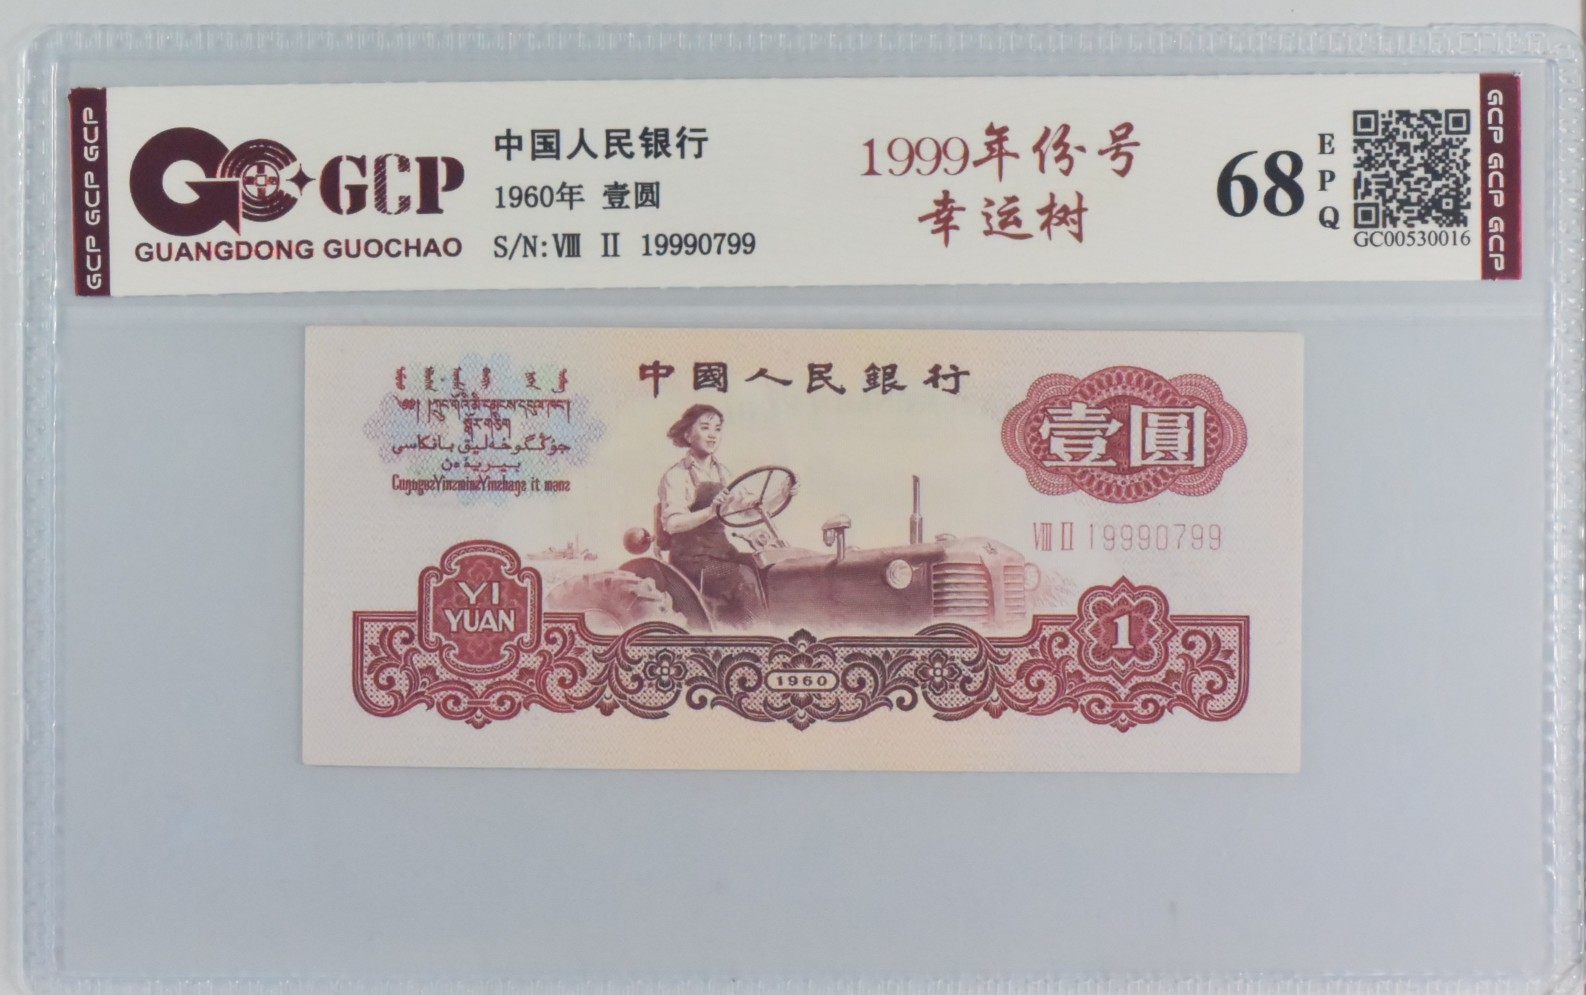 GCP GCP GCP
GCP
GUANGDONG GUOCHAO
中国人民银行
1960年 壹圆
S/N: Ⅷ Ⅱ 19990799
1999年份号
幸运树
68
E
P
Q
GC00530016
GCP GCP GCP
中國人民銀行
壹圓
Ⅷ Ⅱ 19990799
YI
YUAN
1960
1